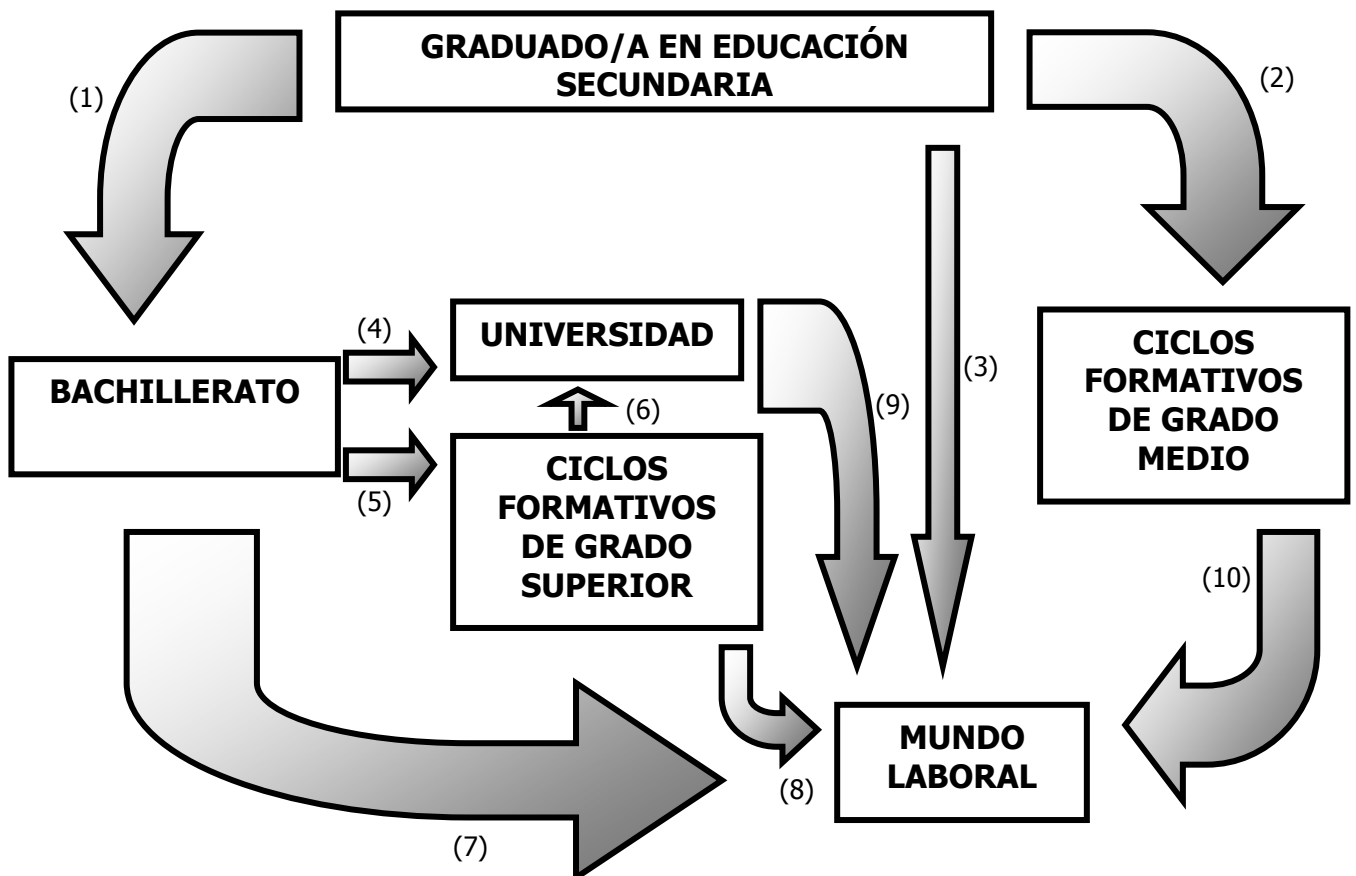 GRADUADO/A EN EDUCACIÓN
SECUNDARIA
(1)
(2)
(3)
BACHILLERATO
(4)
(5)
UNIVERSIDAD
(6)
CICLOS
FORMATIVOS
DE GRADO
SUPERIOR
(9)
CICLOS
FORMATIVOS
DE GRADO
MEDIO
(10)
(7)
(8)
MUNDO
LABORAL